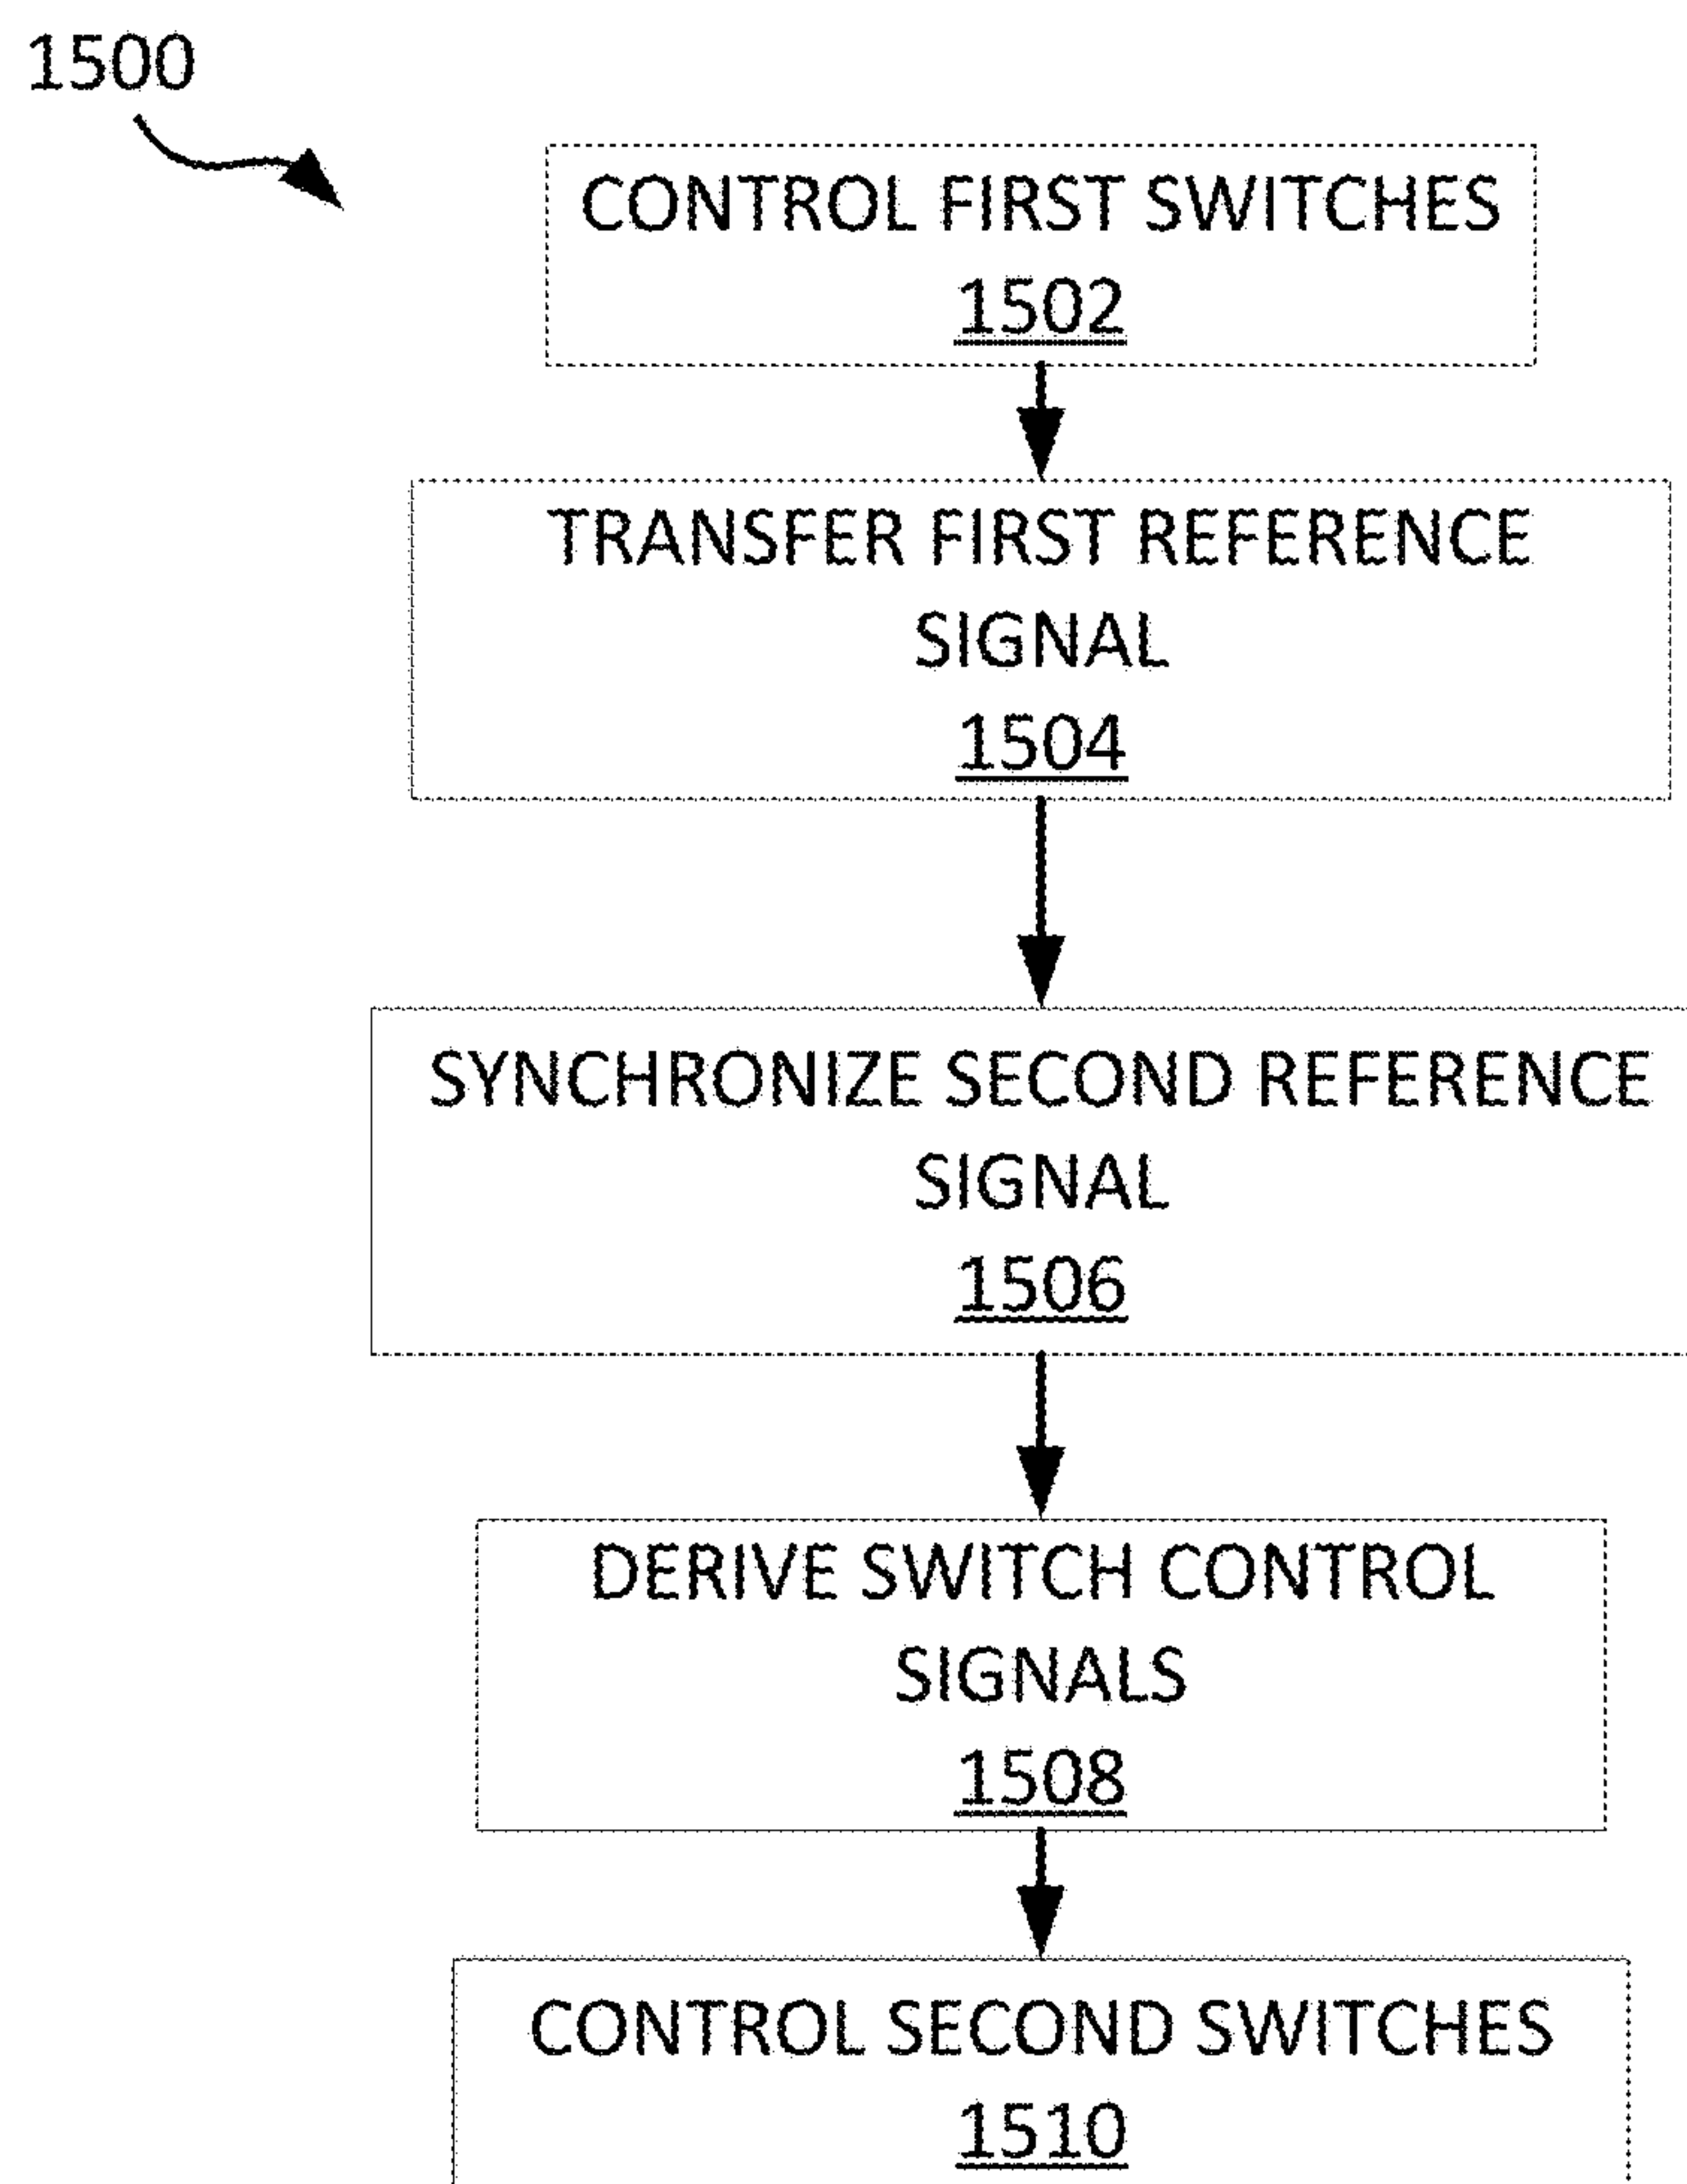 1500
CONTROL FIRST SWITCHES
1502
TRANSFER FIRST REFERENCE
SIGNAL
1504
SYNCHRONIZE SECOND REFERENCE
SIGNAL
1506
DERIVE SWITCH CONTROL
SIGNALS
1508
CONTROL SECOND SWITCHES
1510